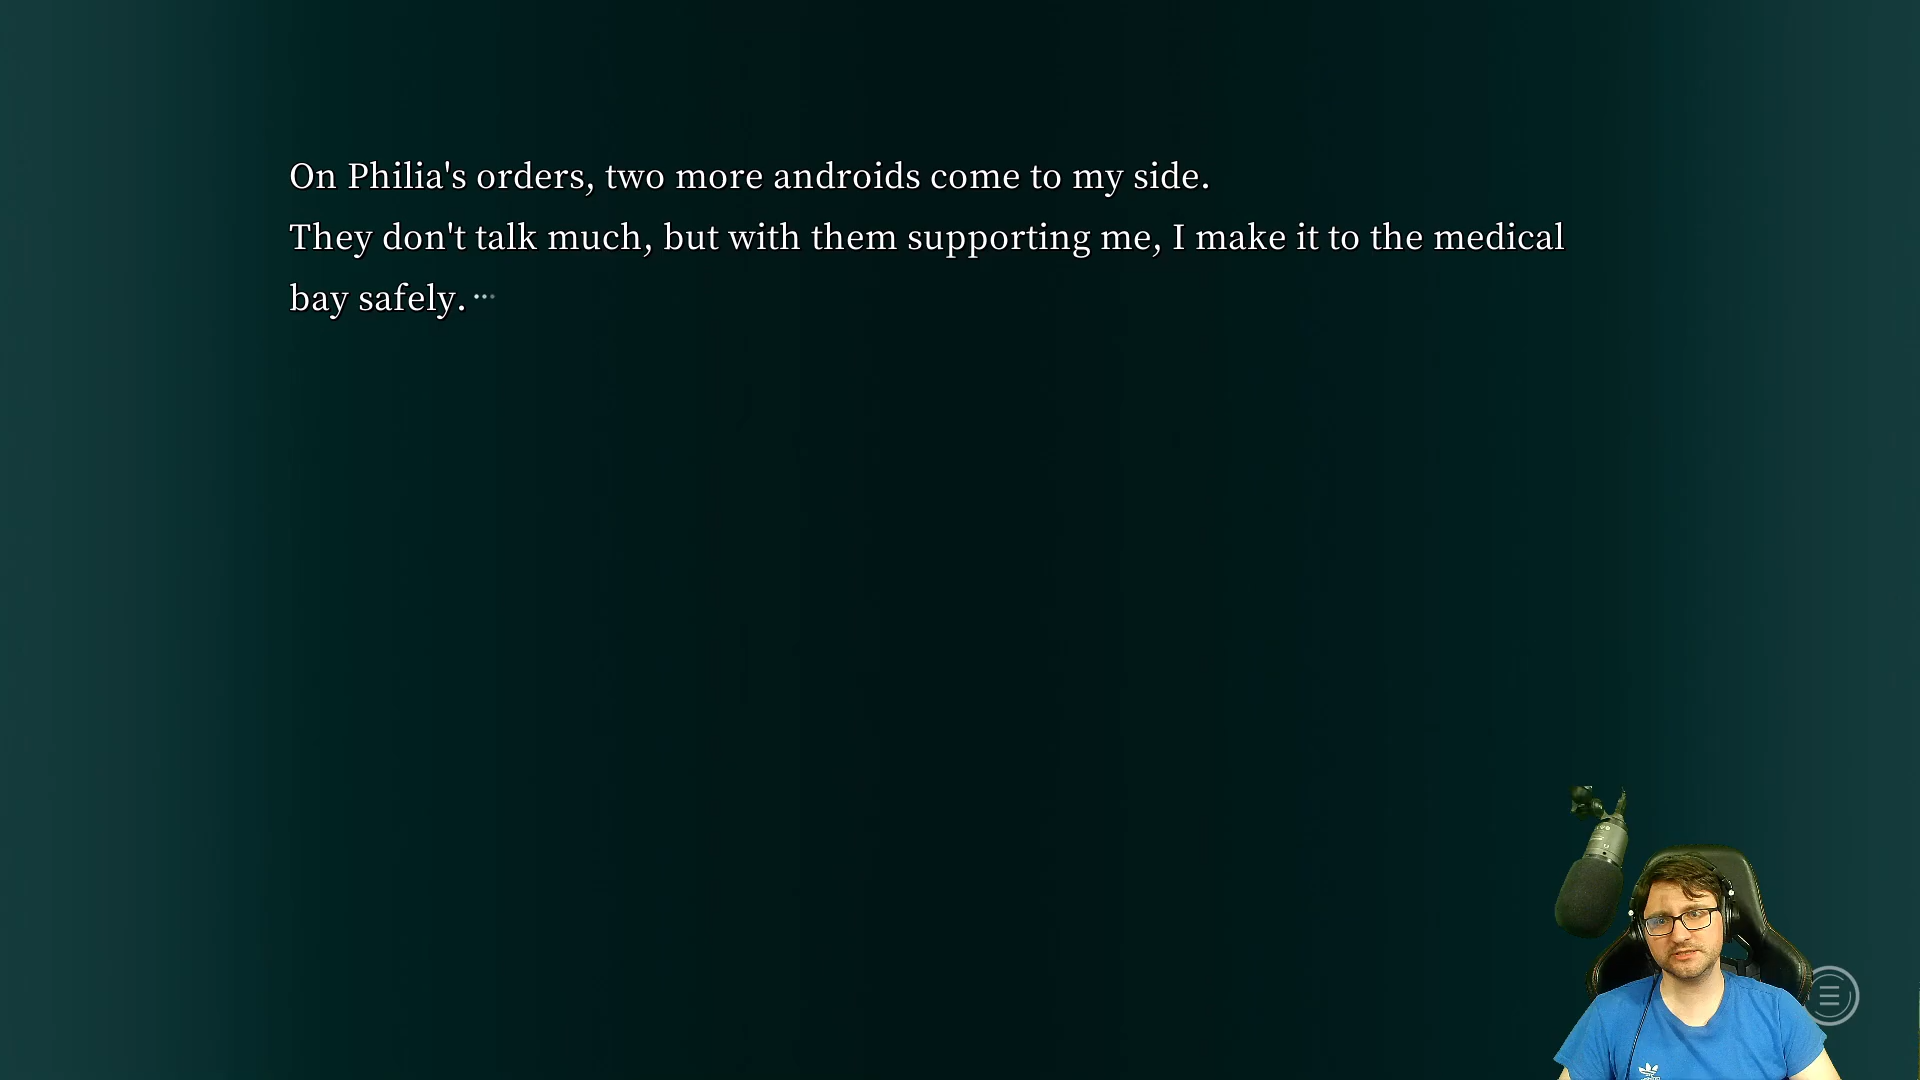 On Philia's orders, two more androids come to my side.
They don't talk much, but with them supporting me, I make it to the medical
bay safely.